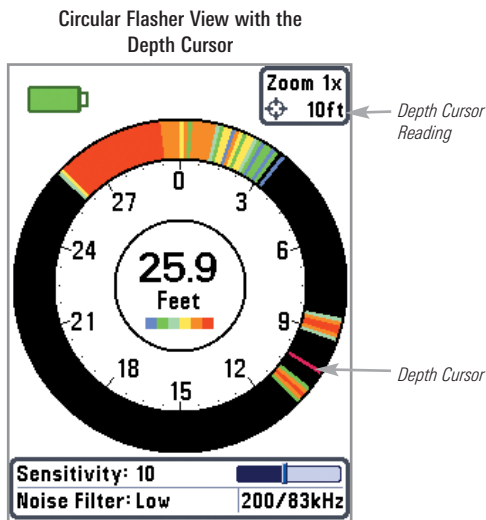 Circular Flasher View with the
Depth Cursor
Zoom 1x
10ft
Depth Cursor
Reading
0
3
6
9
12
15
18
21
24
27
25.9
Feet
Depth Cursor
Sensitivity: 10
Noise Filter: Low
200/83kHz